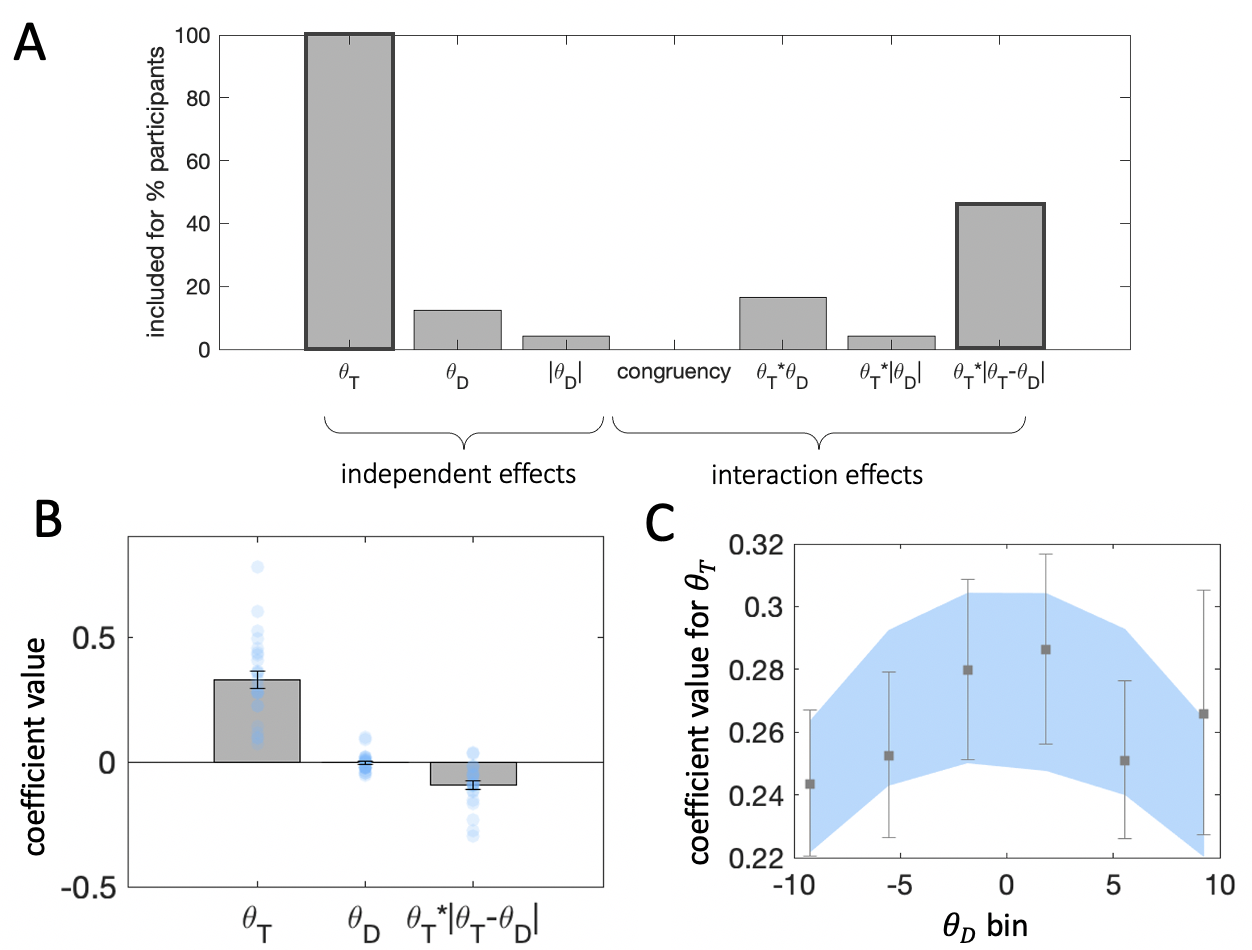 A
included for % participants
100
80
60
40
20
0
θT θD |θD| congruency θT*θD θT*|θD| θT*|θT-θD|
independent effects interaction effects
B
coefficient value
0.5
0
-0.5
θT θD θT*|θT-θD|
C
coefficient value for θT
0.32
0.3
0.28
0.26
0.24
0.22
-10 -5 0 5 10
θD bin